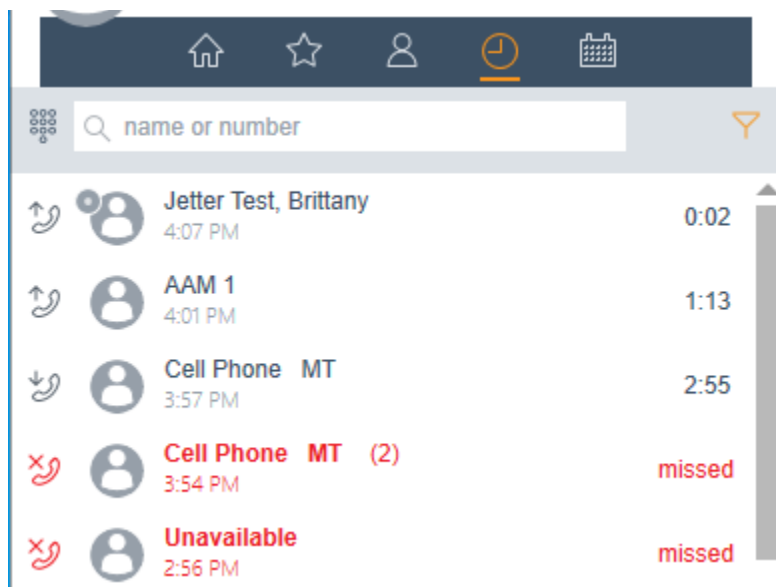 name or number
Jetter Test, Brittany
4:07 PM
0:02
AAM 1
4:01 PM
1:13
Cell Phone MT
3:57 PM
2:55
Cell Phone MT (2)
3:54 PM
missed
Unavailable
2:56 PM
missed